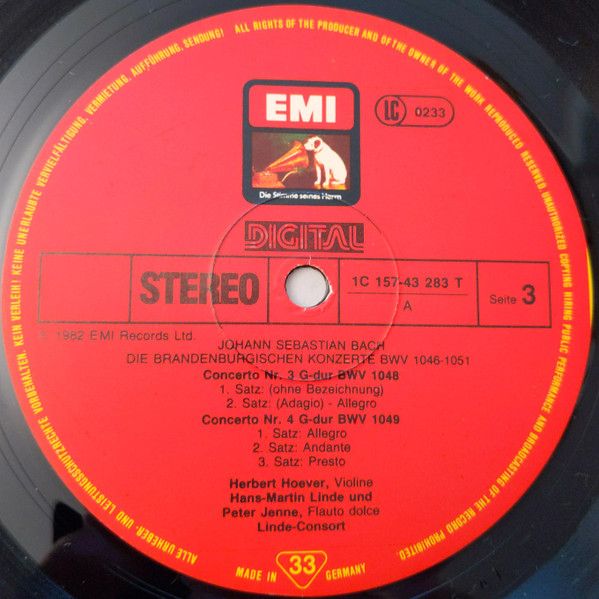 ALLE URHEBER- UND LEISTUNGSSCHUTZRECHTE VORBEHALTEN. KEIN VERLEIH! KEINE UNERLAUBTE VERVIELFÄLTIGUNG, VERMIETUNG, AUFFÜHRUNG, SENDUNG!
ALL RIGHTS OF THE PRODUCER AND OF THE OWNER OF THE WORK REPRODUCED RESERVED UNAUTHORIZED COPYING HIRING PUBLIC PERFORMANCE AND BROADCASTING OF THE RECORD PROHIBITED
EMI
LC 0233
Die Stimme seines Herrn
DIGITAL
STEREO
1C 157-43 283 T
A
Seite 3
1982 EMI Records Ltd.
JOHANN SEBASTIAN BACH
DIE BRANDENBURGISCHEN KONZERTE BWV 1046-1051
Concerto Nr. 3 G-dur BWV 1048
1. Satz: (ohne Bezeichnung)
2. Satz: (Adagio) - Allegro
Concerto Nr. 4 G-dur BWV 1049
1. Satz: Allegro
2. Satz: Andante
3. Satz: Presto
Herbert Hoever, Violine
Hans-Martin Linde und
Peter Jenne, Flauto dolce
Linde-Consort
MADE IN 33 GERMANY